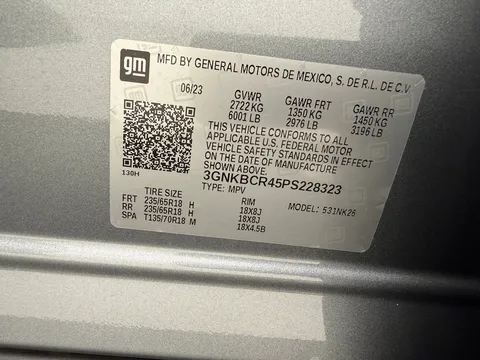 gm
MFD BY GENERAL MOTORS DE MEXICO, S. DE R.L. DE C.V
06/23 GVWR GAWR FRT GAWR RR
2722 KG 1350 KG 1450 KG
6001 LB 2976 LB 3196 LB
THIS VEHICLE CONFORMS TO ALL
APPLICABLE U.S. FEDERAL MOTOR
VEHICLE SAFETY STANDARDS IN
EFFECT ON THE DATE OF MANUFACTURE
SHOWN ABOVE.
130H 3GNKBCR45PS228323
TYPE: MPV
TIRE SIZE RIM MODEL: 531NK26
FRT 235/65R18 H 18X8J
RR 235/65R18 H 18X8J
SPA T135/70R18 M 18X4.5B